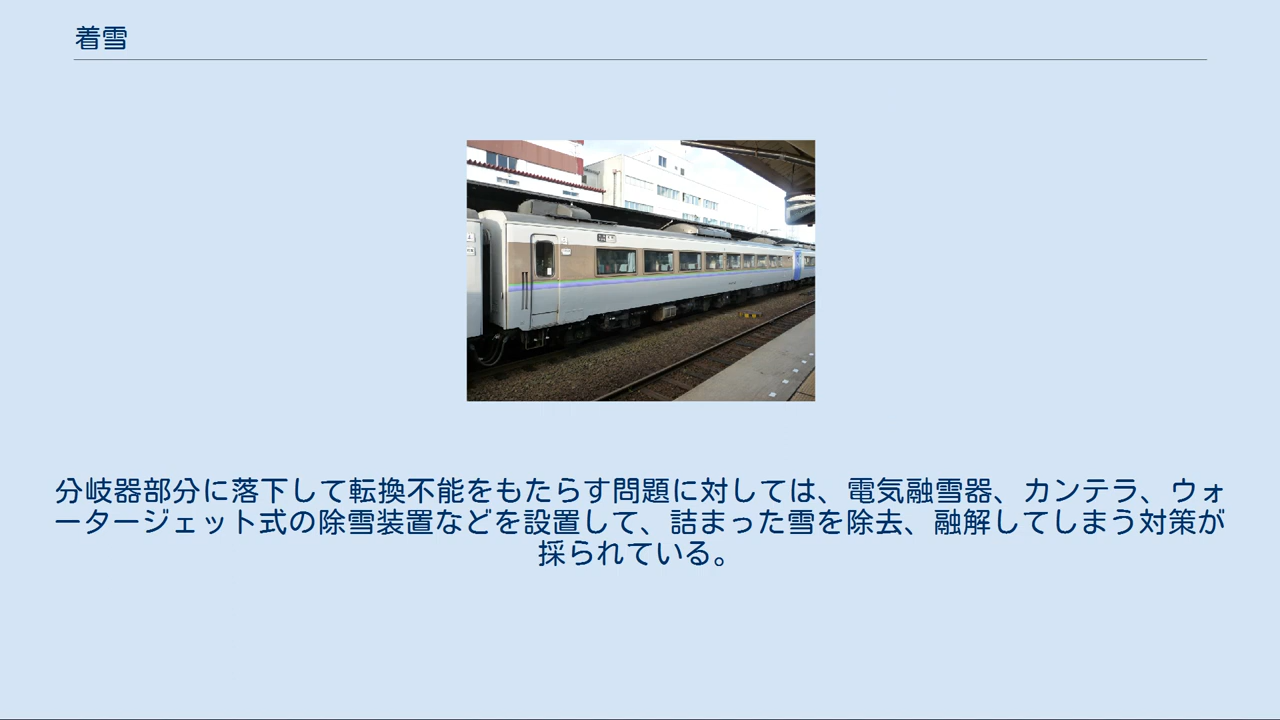 着雪
分岐器部分に落下して転換不能をもたらす問題に対しては、電気融雪器、カンテラ、ウォ
ータージェット式の除雪装置などを設置して、詰まった雪を除去、融解してしまう対策が
採られている。